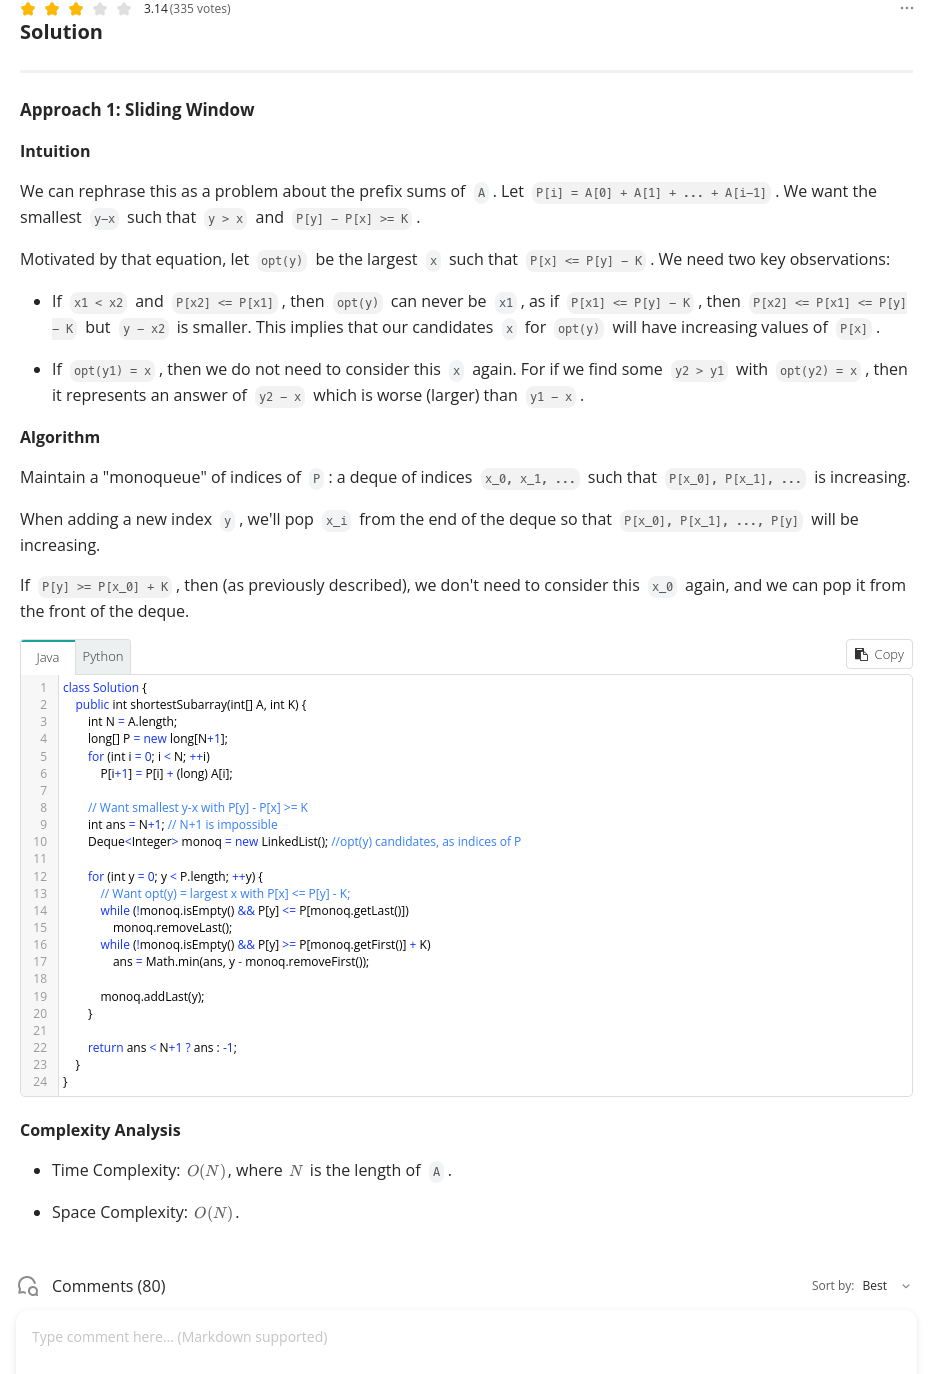 3.14 (335 votes)
Solution
Approach 1: Sliding Window
Intuition
We can rephrase this as a problem about the prefix sums of A . Let P[i] = A[0] + A[1] + ... + A[i-1] . We want the
smallest y-x such that y > x and P[y] - P[x] >= K .
Motivated by that equation, let opt(y) be the largest x such that P[x] <= P[y] - K . We need two key observations:
• If x1 < x2 and P[x2] <= P[x1] , then opt(y) can never be x1 , as if P[x1] <= P[y] - K , then P[x2] <= P[x1] <= P[y]
- K but y - x2 is smaller. This implies that our candidates x for opt(y) will have increasing values of P[x] .
• If opt(y1) = x , then we do not need to consider this x again. For if we find some y2 > y1 with opt(y2) = x , then
it represents an answer of y2 - x which is worse (larger) than y1 - x .
Algorithm
Maintain a "monoqueue" of indices of P : a deque of indices x_0, x_1, ... such that P[x_0], P[x_1], ... is increasing.
When adding a new index y , we'll pop x_i from the end of the deque so that P[x_0], P[x_1], ..., P[y] will be
increasing.
If P[y] >= P[x_0] + K , then (as previously described), we don't need to consider this x_0 again, and we can pop it from
the front of the deque.
Java Python Copy
1 class Solution {
2 public int shortestSubarray(int[] A, int K) {
3 int N = A.length;
4 long[] P = new long[N+1];
5 for (int i = 0; i < N; ++i)
6 P[i+1] = P[i] + (long) A[i];
7
8 // Want smallest y-x with P[y] - P[x] >= K
9 int ans = N+1; // N+1 is impossible
10 Deque<Integer> monoq = new LinkedList(); //opt(y) candidates, as indices of P
11
12 for (int y = 0; y < P.length; ++y) {
13 // Want opt(y) = largest x with P[x] <= P[y] - K;
14 while (!monoq.isEmpty() && P[y] <= P[monoq.getLast()])
15 monoq.removeLast();
16 while (!monoq.isEmpty() && P[y] >= P[monoq.getFirst()] + K)
17 ans = Math.min(ans, y - monoq.removeFirst());
18
19 monoq.addLast(y);
20 }
21
22 return ans < N+1 ? ans : -1;
23 }
24 }
Complexity Analysis
• Time Complexity: O(N), where N is the length of A .
• Space Complexity: O(N).
Comments (80) Sort by: Best
Type comment here... (Markdown supported)